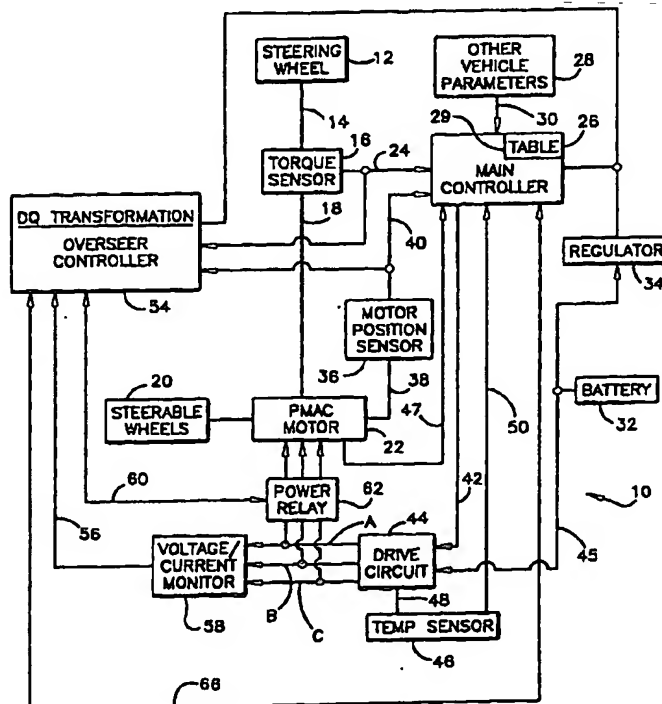 STEERING
WHEEL
12
OTHER
VEHICLE
PARAMETERS
28
14
29
30
26
16
24
TABLE
TORQUE
SENSOR
MAIN
CONTROLLER
18
DQ TRANSFORMATION
OVERSEER
CONTROLLER
40
REGULATOR
34
54
MOTOR
POSITION
SENSOR
36
38
20
47
50
BATTERY
32
STEERABLE
WHEELS
PMAC
MOTOR
22
60
POWER
RELAY
62
42
10
56
A
44
45
VOLTAGE/
CURRENT
MONITOR
DRIVE
CIRCUIT
48
58
B
C
TEMP SENSOR
46
66